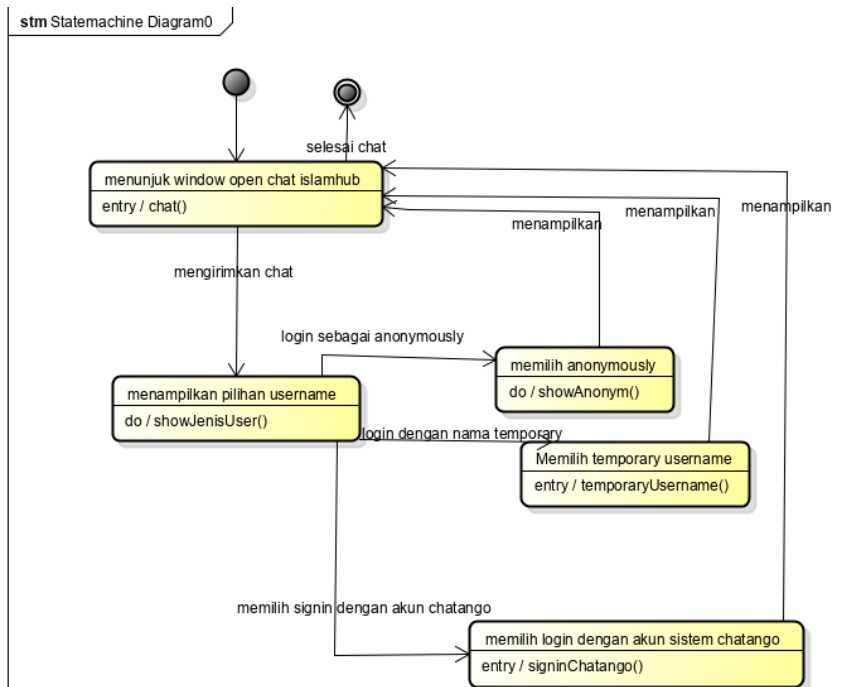 stm Statemachine Diagram0
selesai chat
menunjuk window open chat islamhub
entry / chat()
menampilkan
menampilkan
menampilkan
mengirimkan chat
login sebagai anonymously
memilih anonymously
do / showAnonym()
menampilkan pilihan username
do / showJenisUser()
login dengan nama temporary
Memilih temporary username
entry / temporaryUsername()
memilih signin dengan akun chatango
memilih login dengan akun sistem chatango
entry / signinChatango()